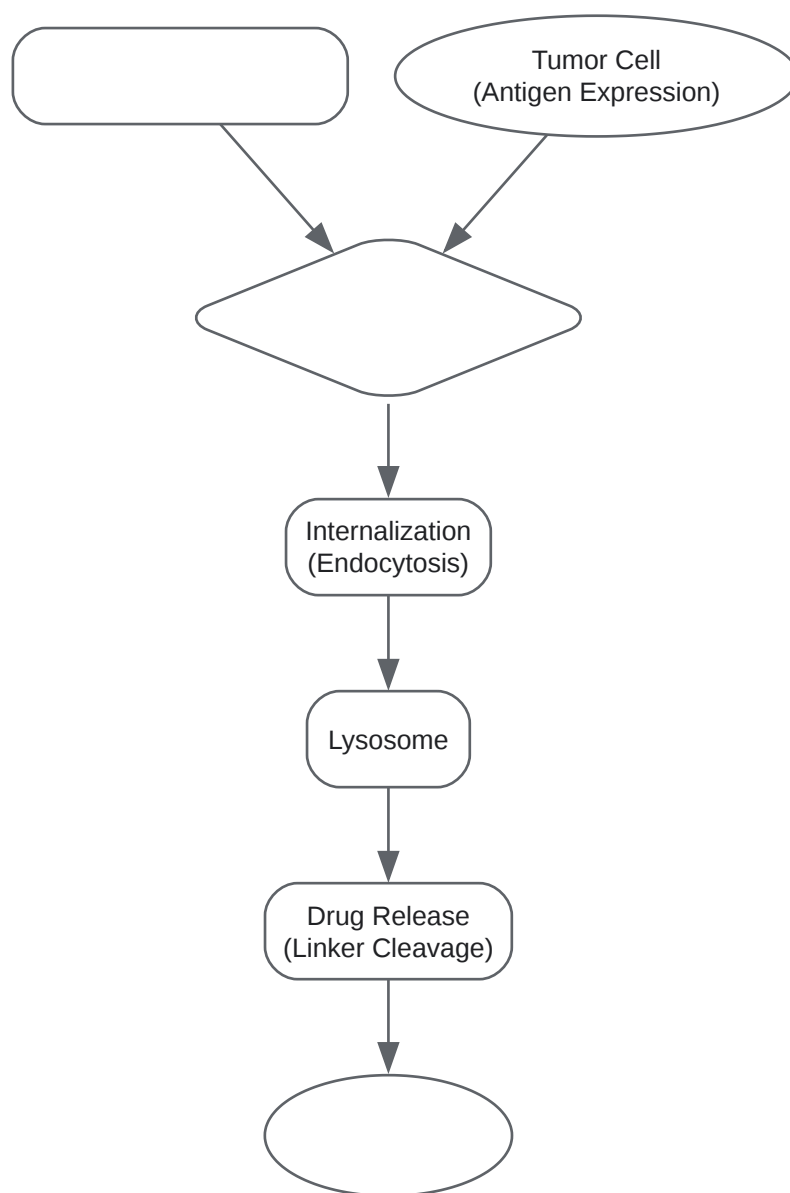 Tumor Cell
(Antigen Expression)
Internalization
(Endocytosis)
Lysosome
Drug Release
(Linker Cleavage)